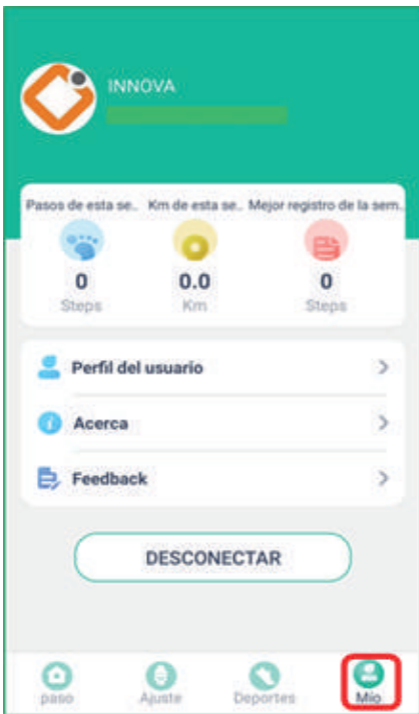 INNOVA
Pasos de esta se.. Km de esta se.. Mejor registro de la sem..
0 0.0 0
Steps Km Steps
Perfil del usuario
Acerca
Feedback
DESCONECTAR
paso Ajuste Deportes Mío